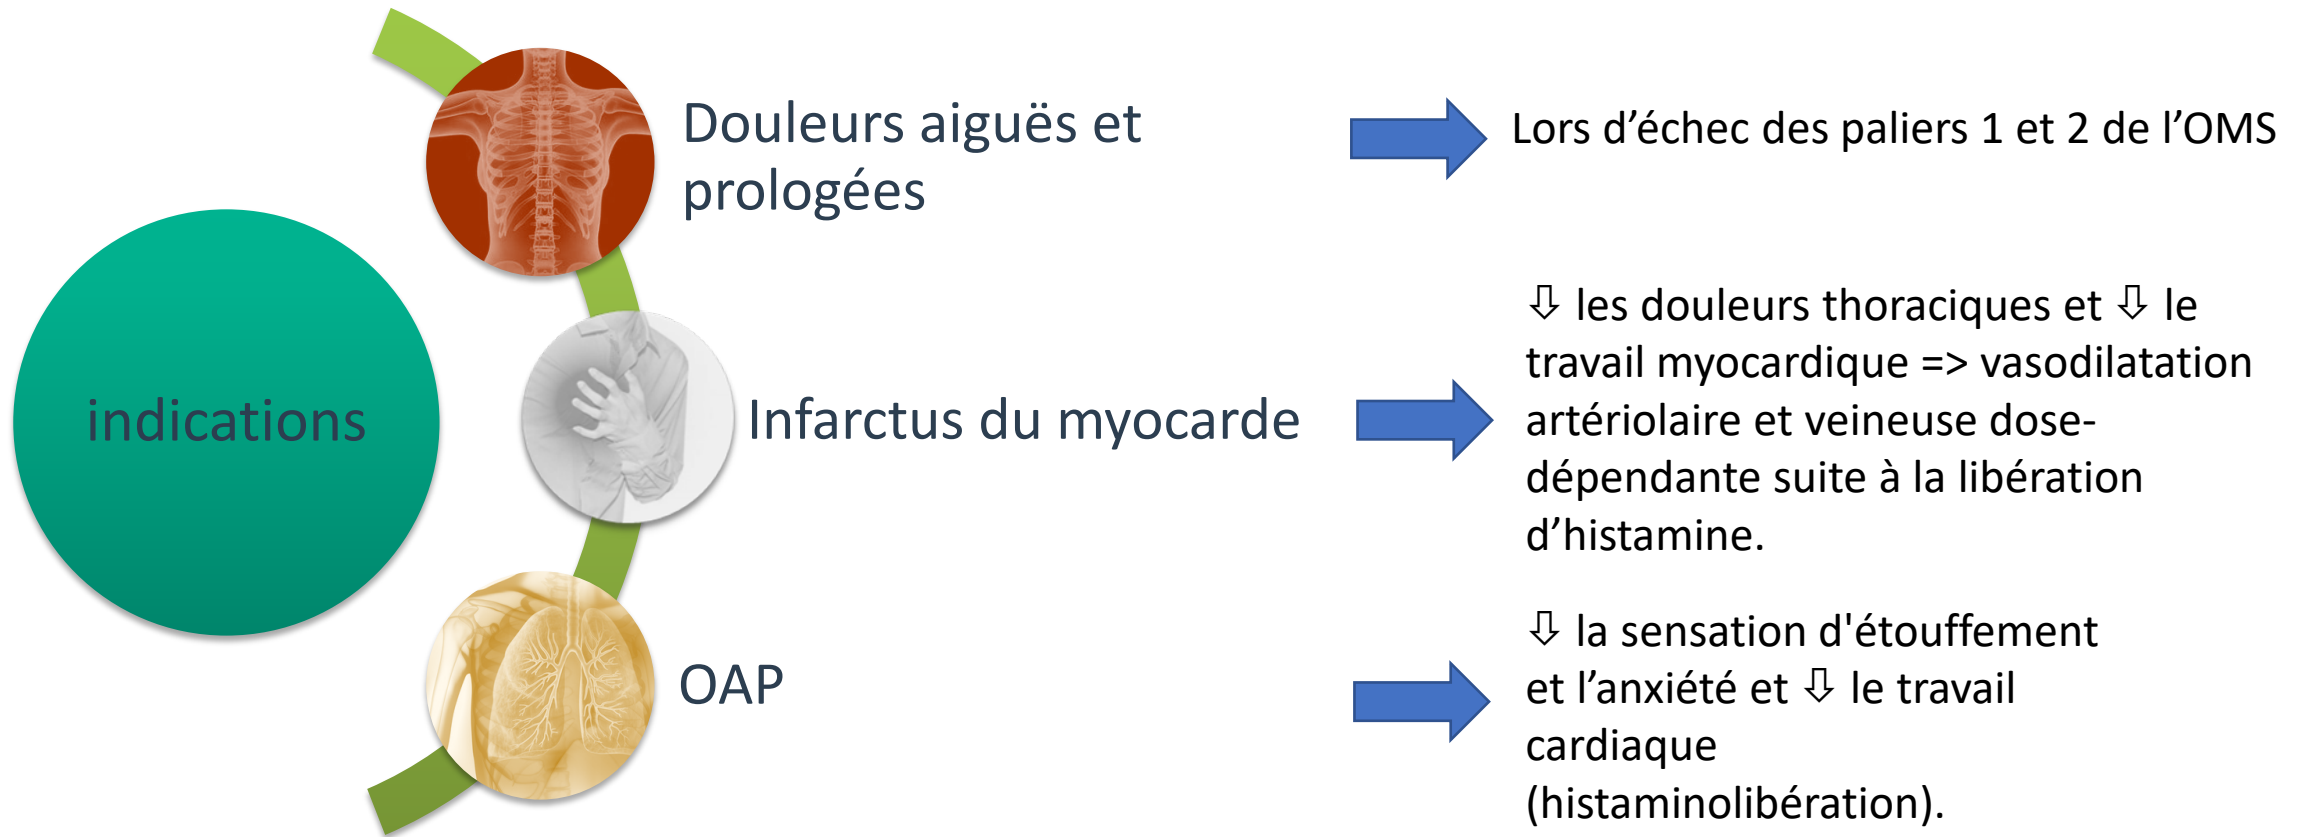 indications
Douleurs aiguës et
prologées
Lors d’échec des paliers 1 et 2 de l’OMS
Infarctus du myocarde
⇩ les douleurs thoraciques et ⇩ le
travail myocardique => vasodilatation
artériolaire et veineuse dose-
dépendante suite à la libération
d’histamine.
OAP
⇩ la sensation d'étouffement
et l’anxiété et ⇩ le travail
cardiaque
(histaminolibération).